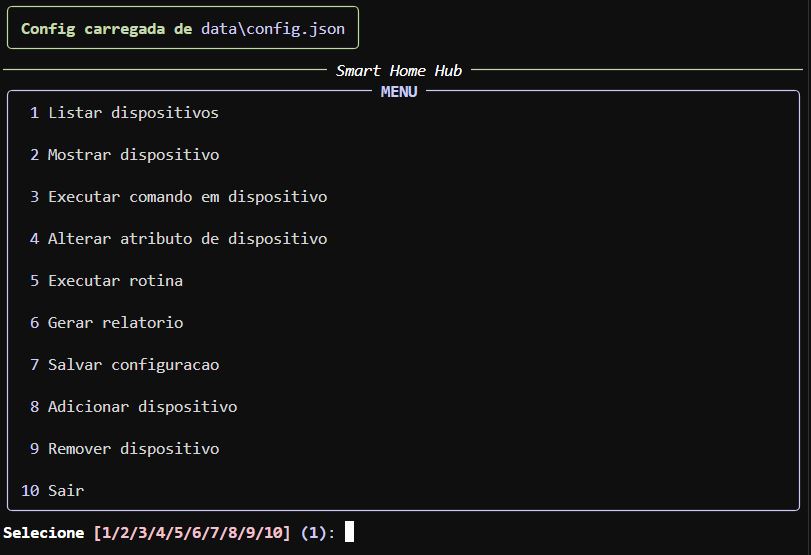 Config carregada de data\config.json
Smart Home Hub
MENU
1 Listar dispositivos
2 Mostrar dispositivo
3 Executar comando em dispositivo
4 Alterar atributo de dispositivo
5 Executar rotina
6 Gerar relatorio
7 Salvar configuracao
8 Adicionar dispositivo
9 Remover dispositivo
10 Sair
Selecione [1/2/3/4/5/6/7/8/9/10] (1):